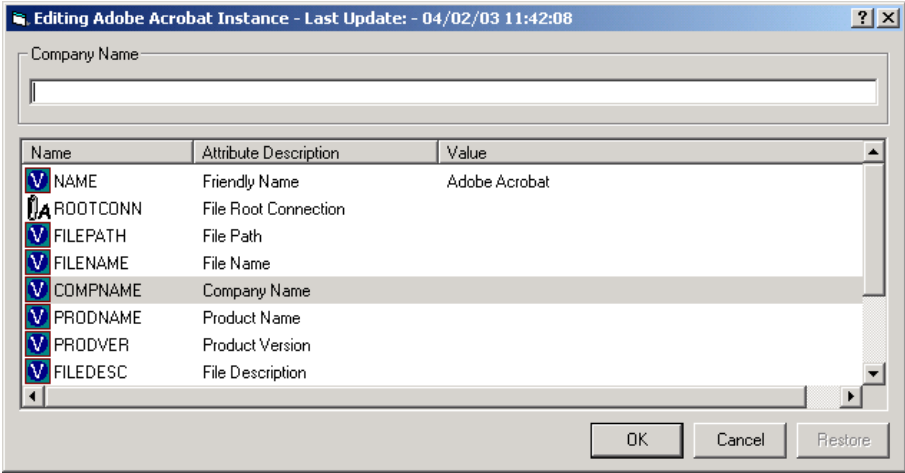 Editing Adobe Acrobat Instance - Last Update: - 04/02/03 11:42:08
Company Name
Name Attribute Description Value
V NAME Friendly Name Adobe Acrobat
A ROOTCONN File Root Connection
V FILEPATH File Path
V FILENAME File Name
V COMPNAME Company Name
V PRODNAME Product Name
V PRODVER Product Version
V FILEDESC File Description
OK Cancel Restore